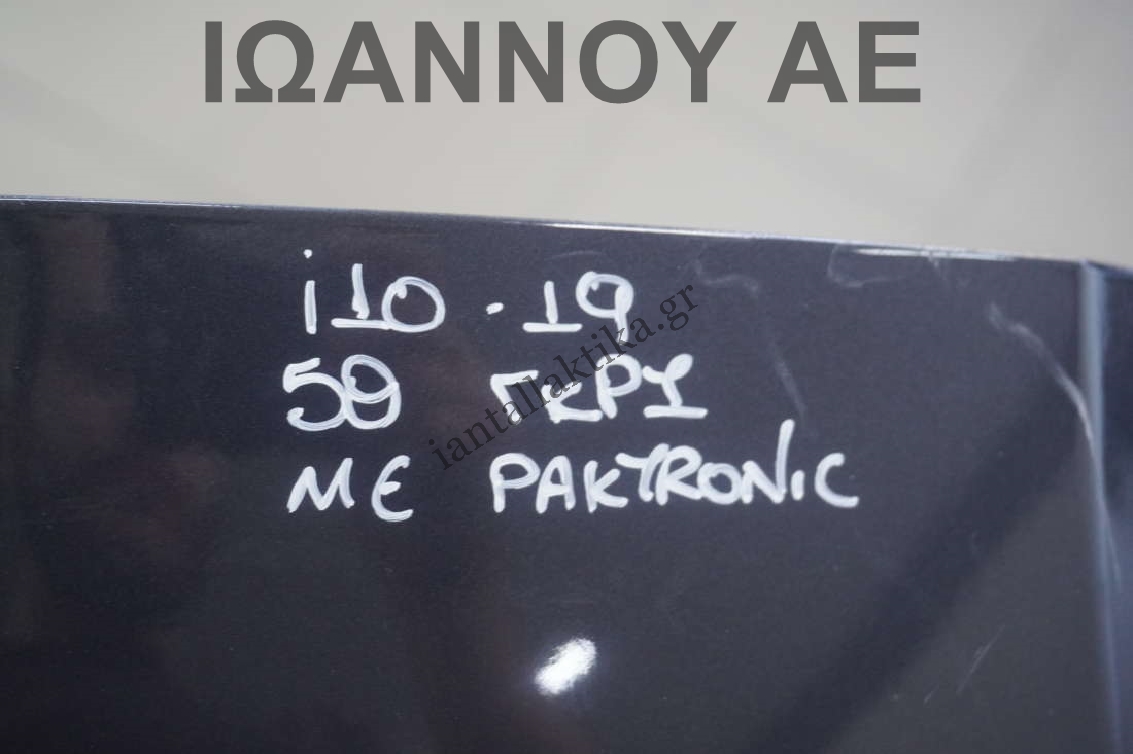 ΙΩΑΝΝΟΥ ΑΕ
i10 · 19
5θ ΓΚΡΙ
ΜΕ PAKTRONIC
iantallaktika.gr